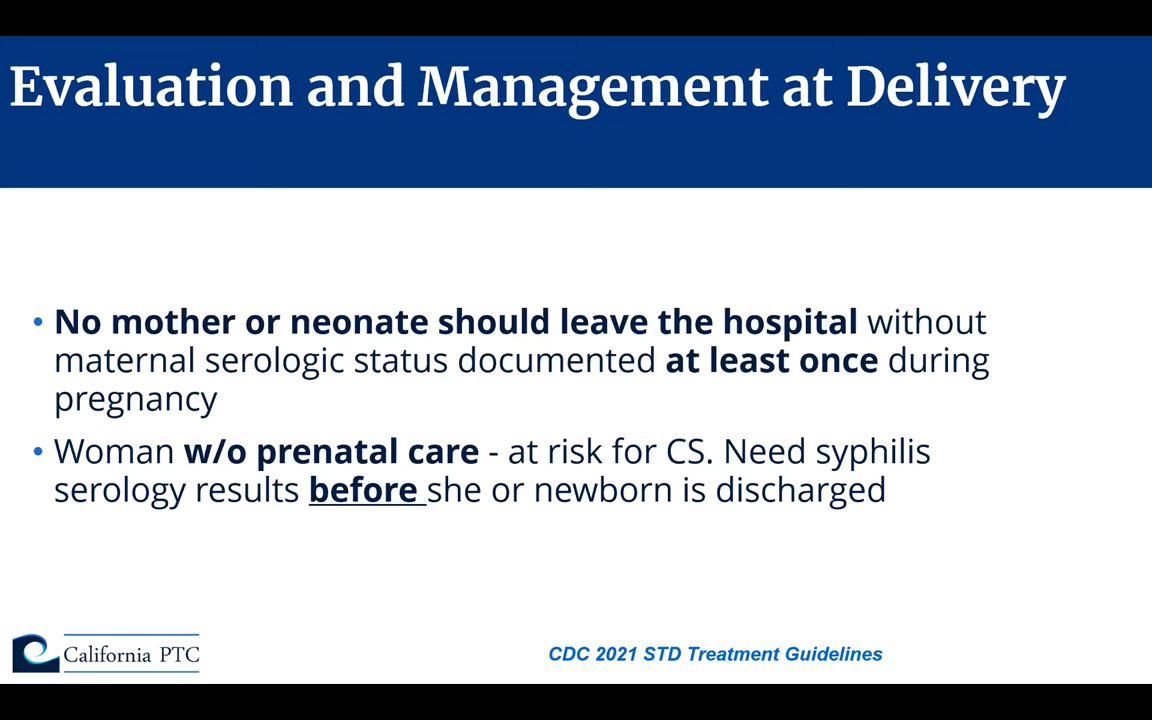 Evaluation and Management at Delivery
• No mother or neonate should leave the hospital without
maternal serologic status documented at least once during
pregnancy
• Woman w/o prenatal care - at risk for CS. Need syphilis
serology results before she or newborn is discharged
California PTC
CDC 2021 STD Treatment Guidelines